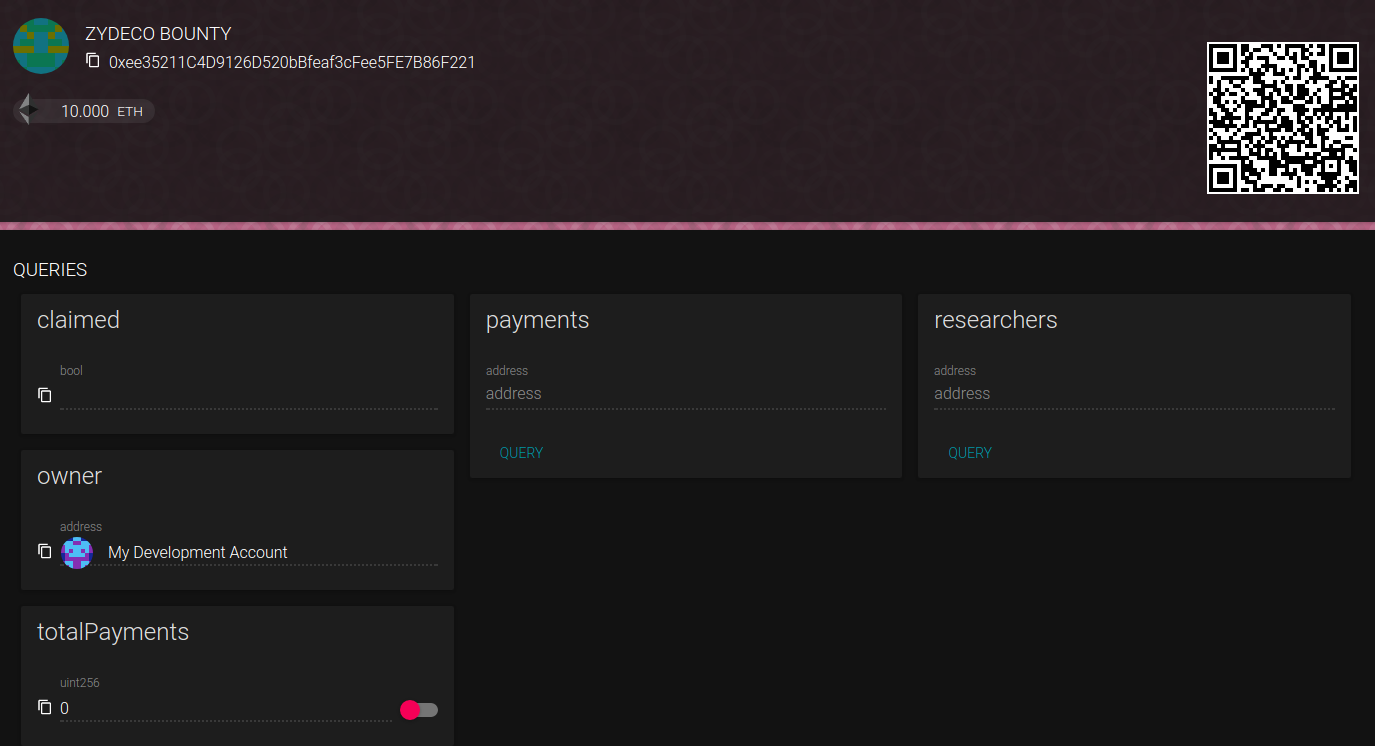 ZYDECO BOUNTY
0xee35211C4D9126D520bBfeaf3cFee5FE7B86F221
10.000 ETH
QUERIES
claimed
bool
owner
address
My Development Account
totalPayments
uint256
0
payments
address
address
QUERY
researchers
address
address
QUERY